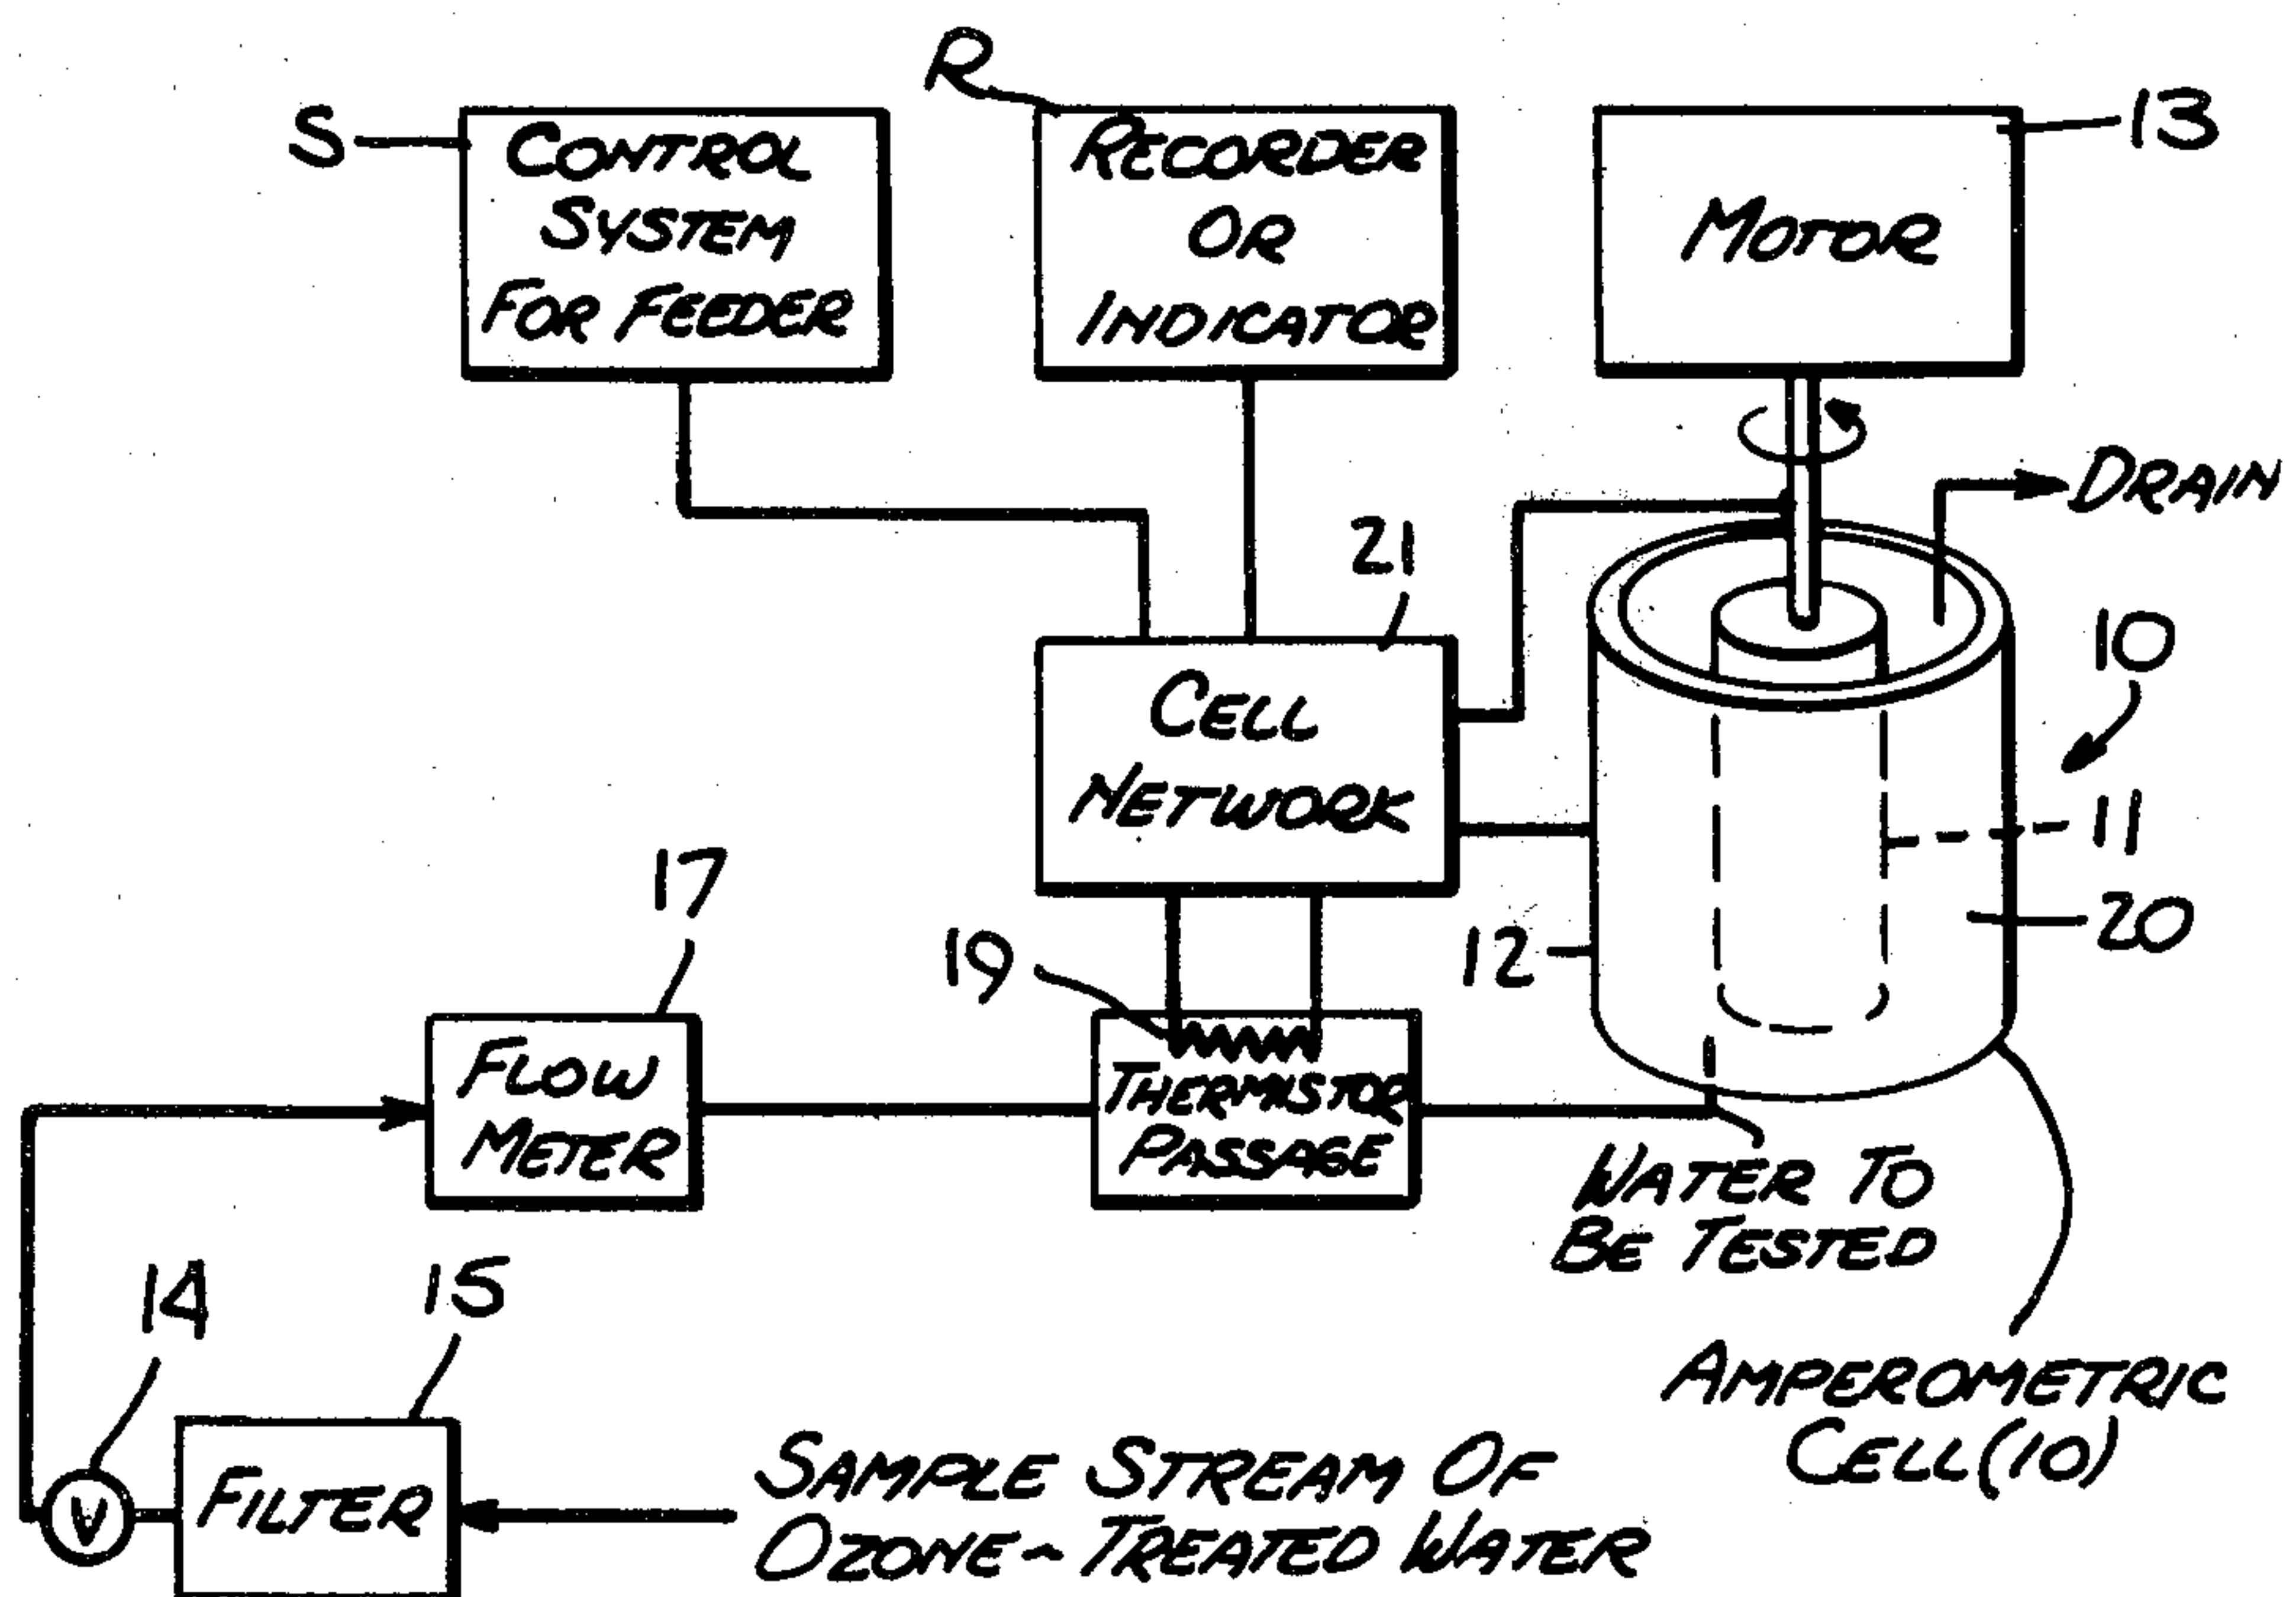 R
S
CONTROL
SYSTEM
FOR FEEDER
RECORDER
OR
INDICATOR
MOTOR
13
DRAIN
21
10
CELL
NETWORK
11
20
12
17
19
FLOW
METER
THERMISTOR
PASSAGE
WATER TO
BE TESTED
14
15
AMPEROMETRIC
CELL (10)
V
FILTER
SAMPLE STREAM OF
OZONE-TREATED WATER